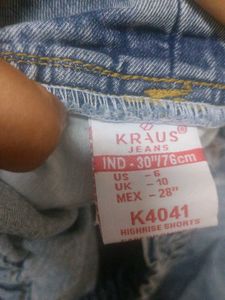 KRAUS®
JEANS
IND - 30"/76cm
US - 6
UK - 10
MEX - 28"
K4041
HIGHRISE SHORTS